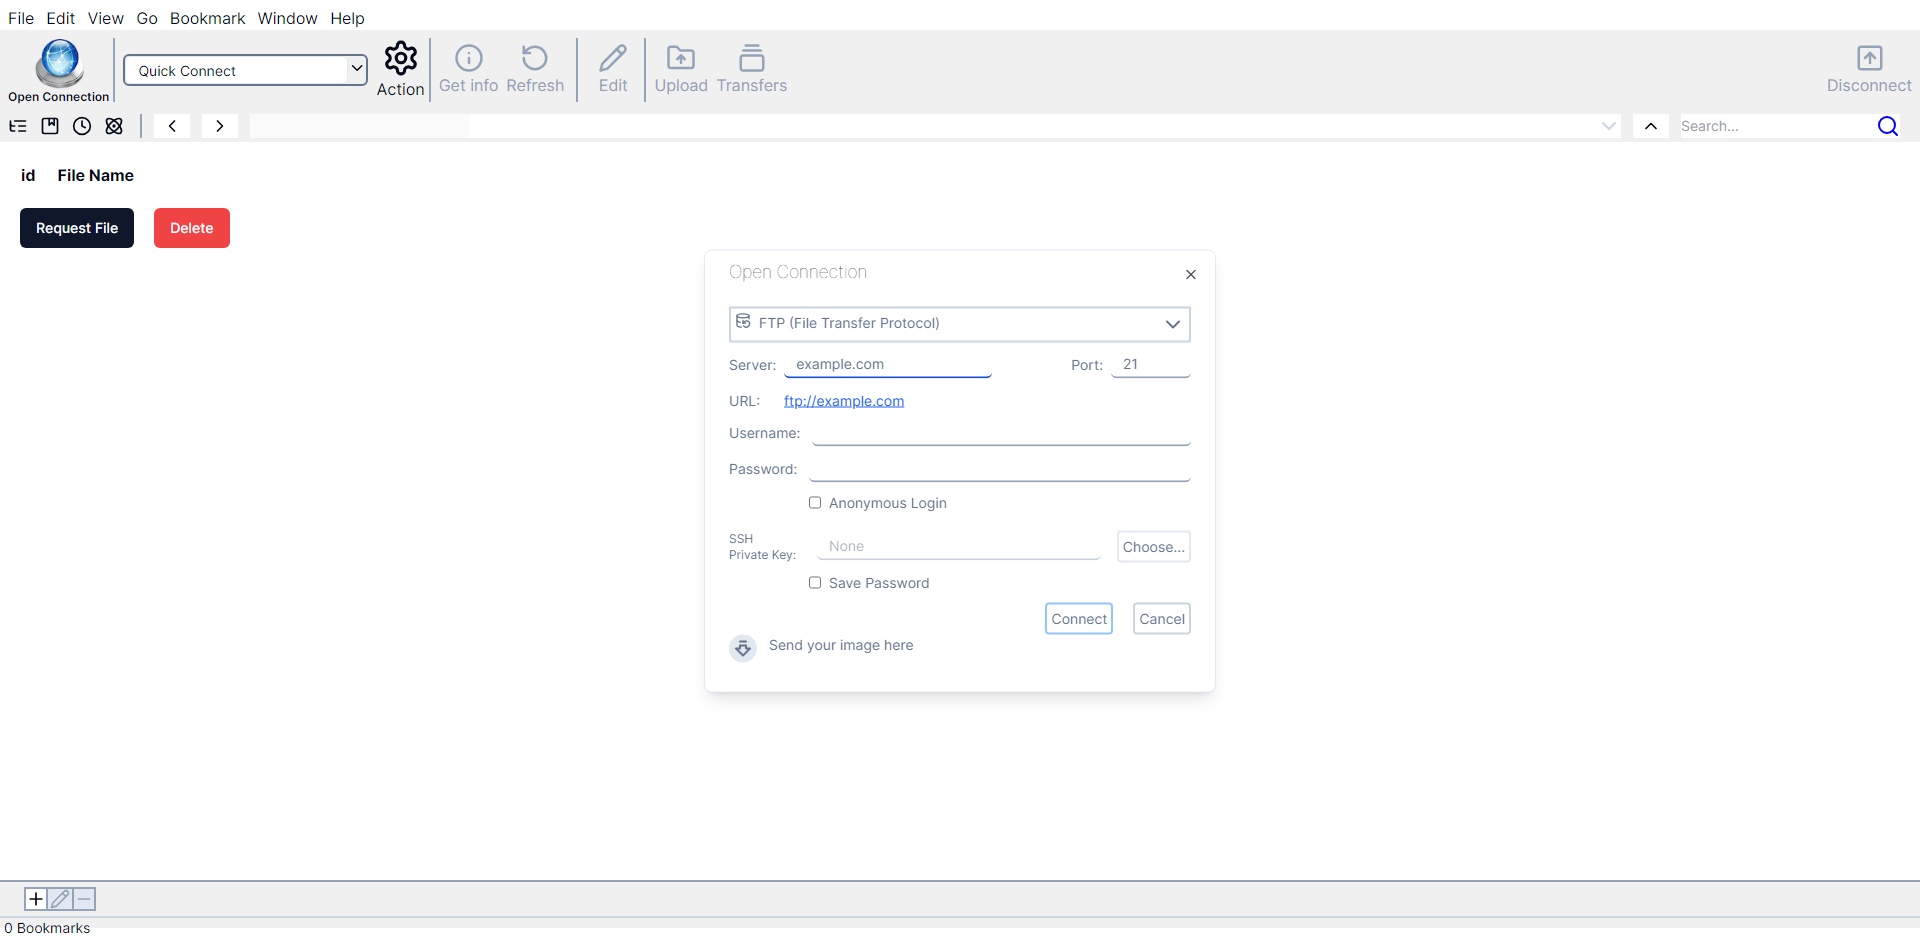 File Edit View Go Bookmark Window Help
Open Connection
Quick Connect
Action
Get info
Refresh
Edit
Upload
Transfers
Disconnect
Search...
id File Name
Request File
Delete
Open Connection
FTP (File Transfer Protocol)
Server: example.com Port: 21
URL: ftp://example.com
Username:
Password:
Anonymous Login
SSH
Private Key: None Choose...
Save Password
Connect Cancel
Send your image here
0 Bookmarks